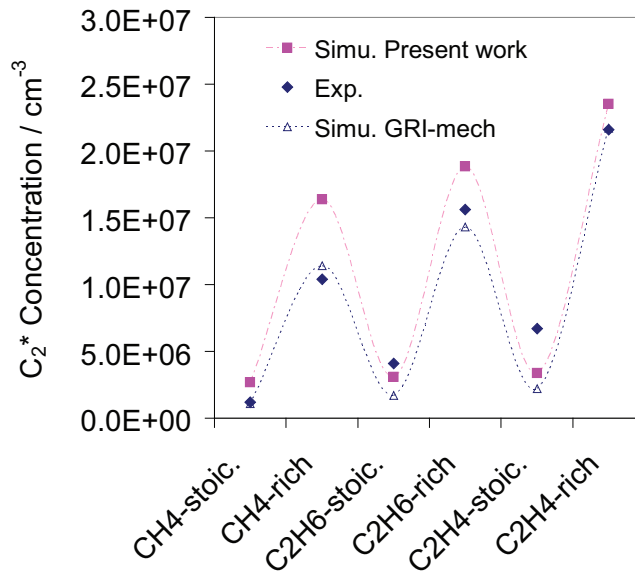 3.0E+07
2.5E+07
2.0E+07
1.5E+07
1.0E+07
5.0E+06
0.0E+00
C2* Concentration / cm-3
Simu. Present work
Exp.
Simu. GRI-mech
CH4-stoic.
CH4-rich
C2H6-stoic.
C2H6-rich
C2H4-stoic.
C2H4-rich